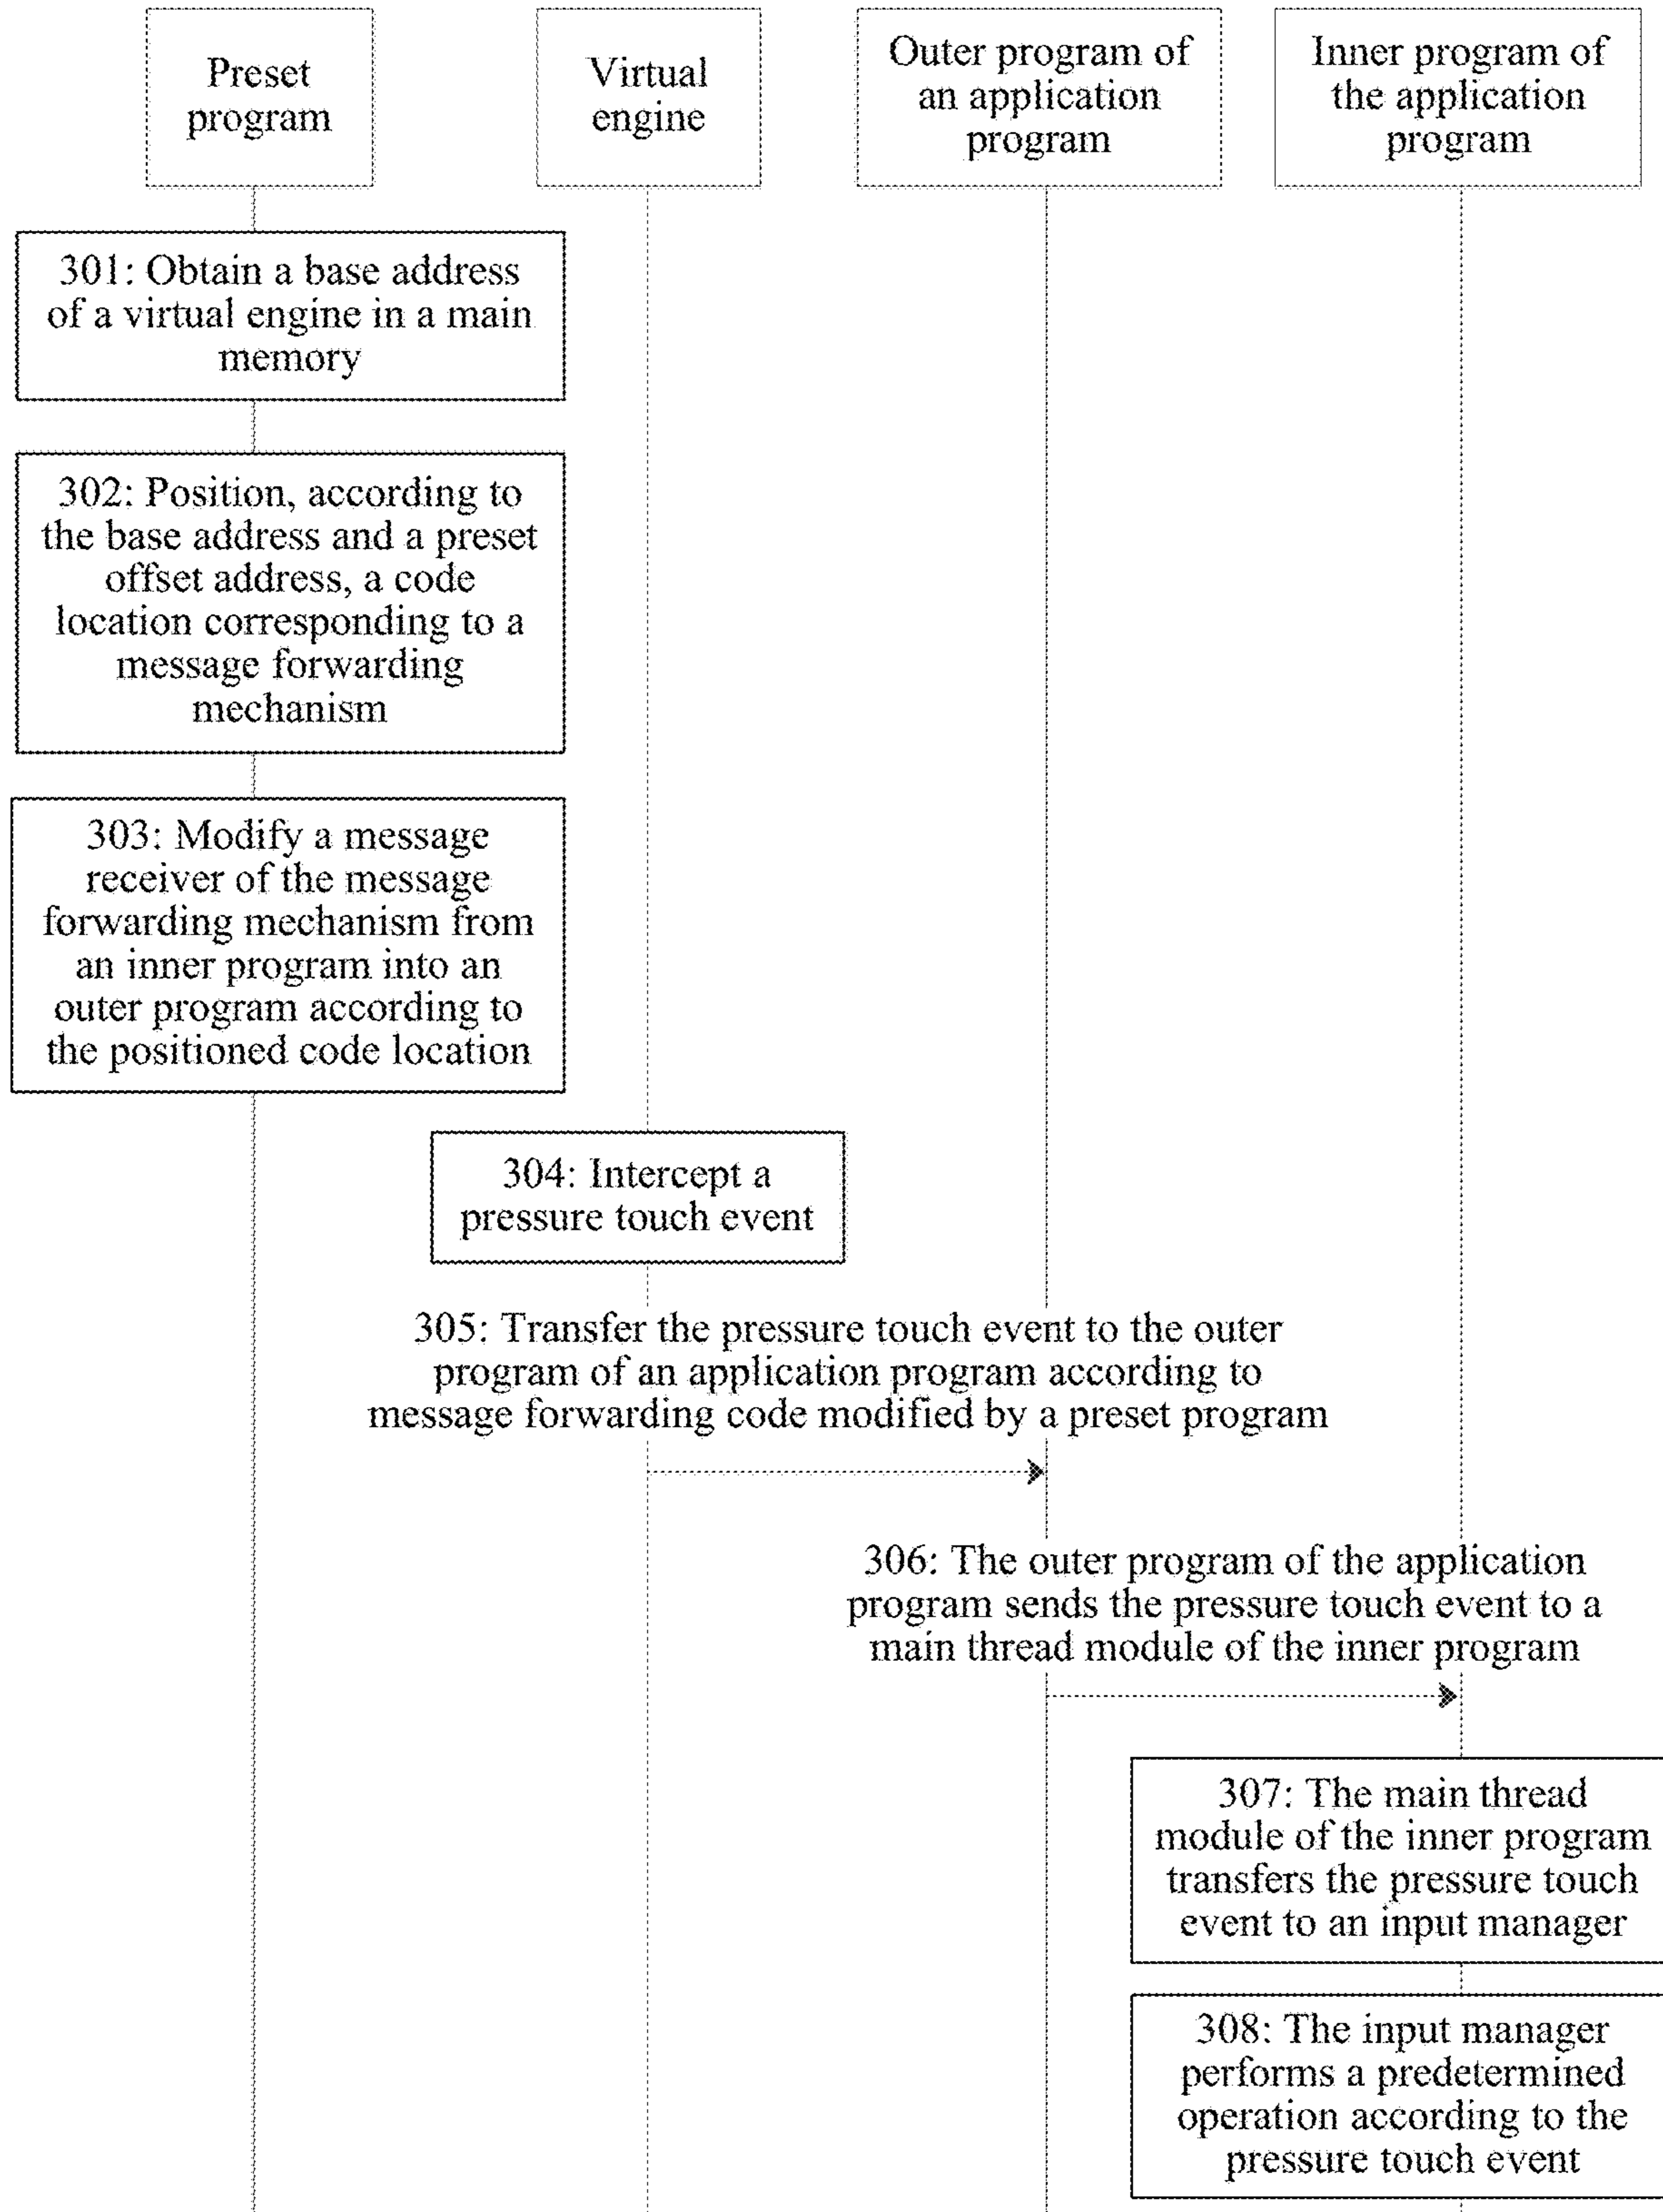 Preset
program
Virtual
engine
Outer program of
an application
program
Inner program of
the application
program
301: Obtain a base address
of a virtual engine in a main
memory
302: Position, according to
the base address and a preset
offset address, a code
location corresponding to a
message forwarding
mechanism
303: Modify a message
receiver of the message
forwarding mechanism from
an inner program into an
outer program according to
the positioned code location
304: Intercept a
pressure touch event
305: Transfer the pressure touch event to the outer
program of an application program according to
message forwarding code modified by a preset program
306: The outer program of the application
program sends the pressure touch event to a
main thread module of the inner program
307: The main thread
module of the inner program
transfers the pressure touch
event to an input manager
308: The input manager
performs a predetermined
operation according to the
pressure touch event